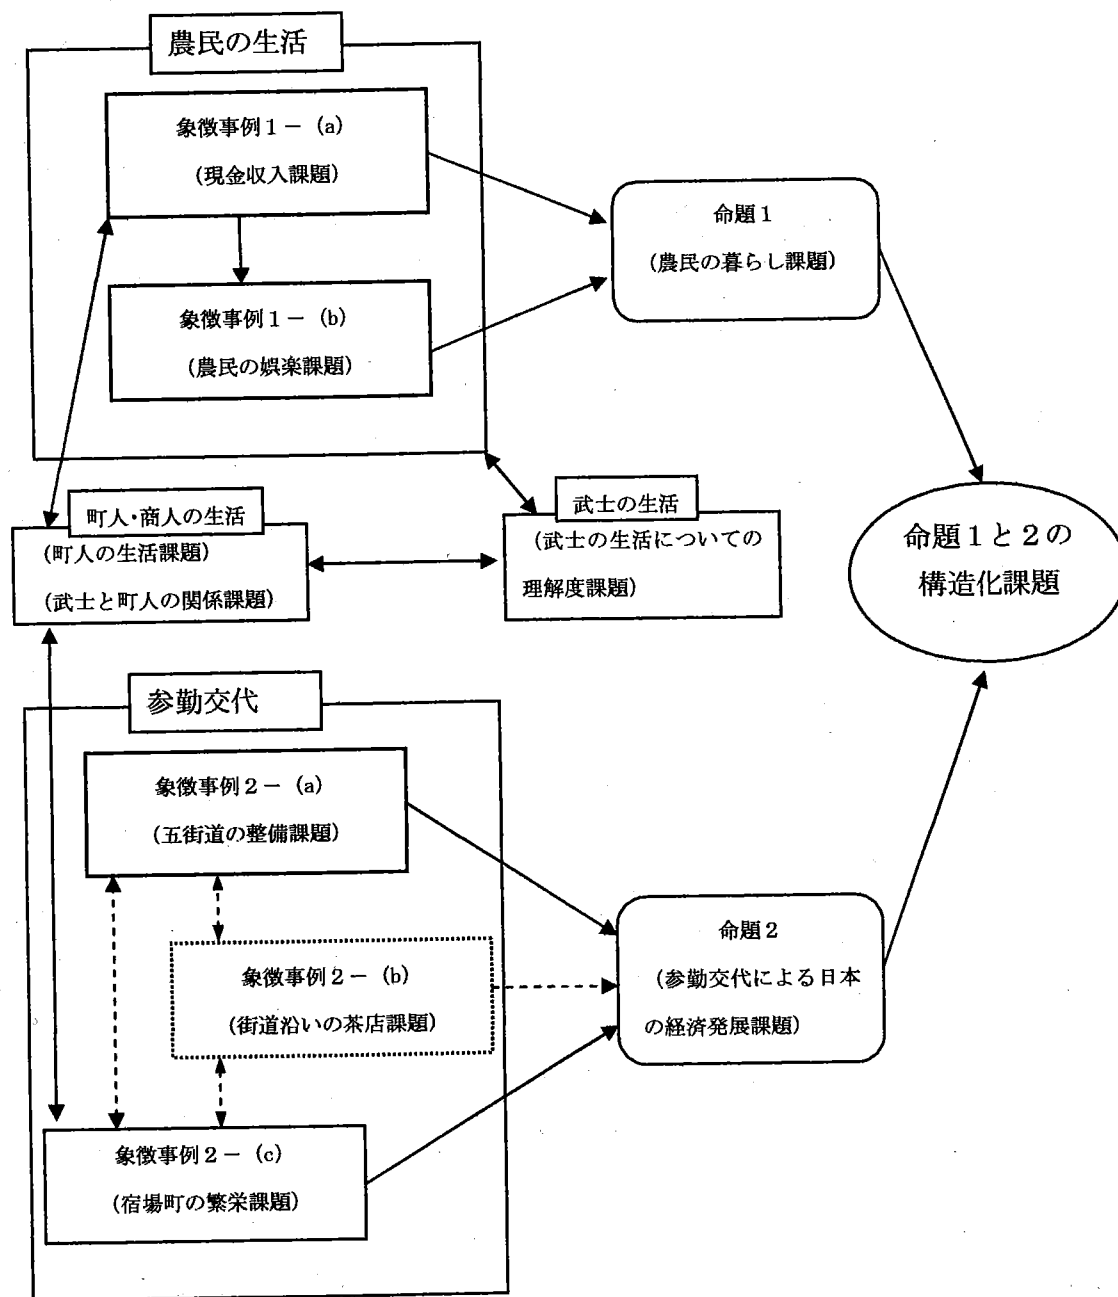 農民の生活
象徴事例1-(a)
(現金収入課題)
象徴事例1-(b)
(農民の娯楽課題)
命題1
(農民の暮らし課題)
町人・商人の生活
(町人の生活課題)
(武士と町人の関係課題)
武士の生活
(武士の生活についての
理解度課題)
命題1と2の
構造化課題
参勤交代
象徴事例2-(a)
(五街道の整備課題)
象徴事例2-(b)
(街道沿いの茶店課題)
象徴事例2-(c)
(宿場町の繁栄課題)
命題2
(参勤交代による日本
の経済発展課題)